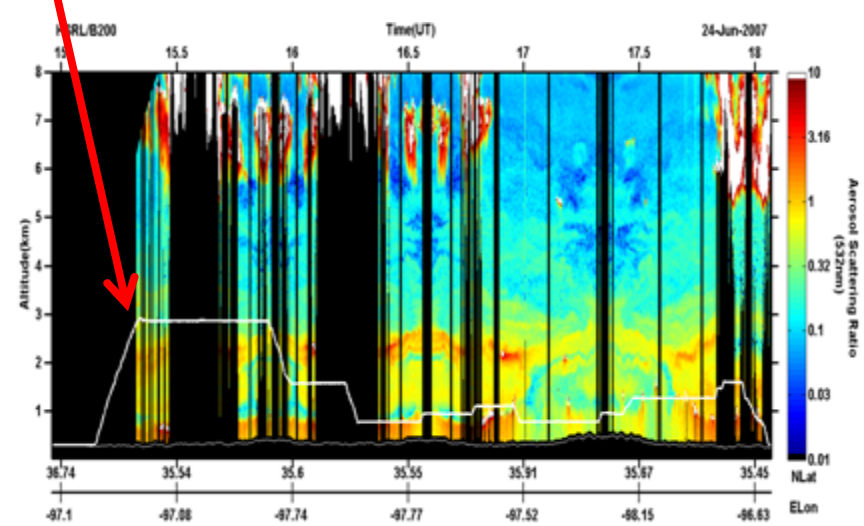 HSRL/B200 Time(UT) 24-Jun-2007
15 15.5 16 16.5 17 17.5 18
8
7
6
5
4
3
2
1
Altitude(km)
10
3.16
1
0.32
0.1
0.03
0.01
Aerosol Scattering Ratio
(532nm)
36.74 35.54 35.6 35.55 35.91 35.67 35.45 NLat
-97.1 -97.08 -97.74 -97.77 -97.52 -98.15 -96.63 ELon